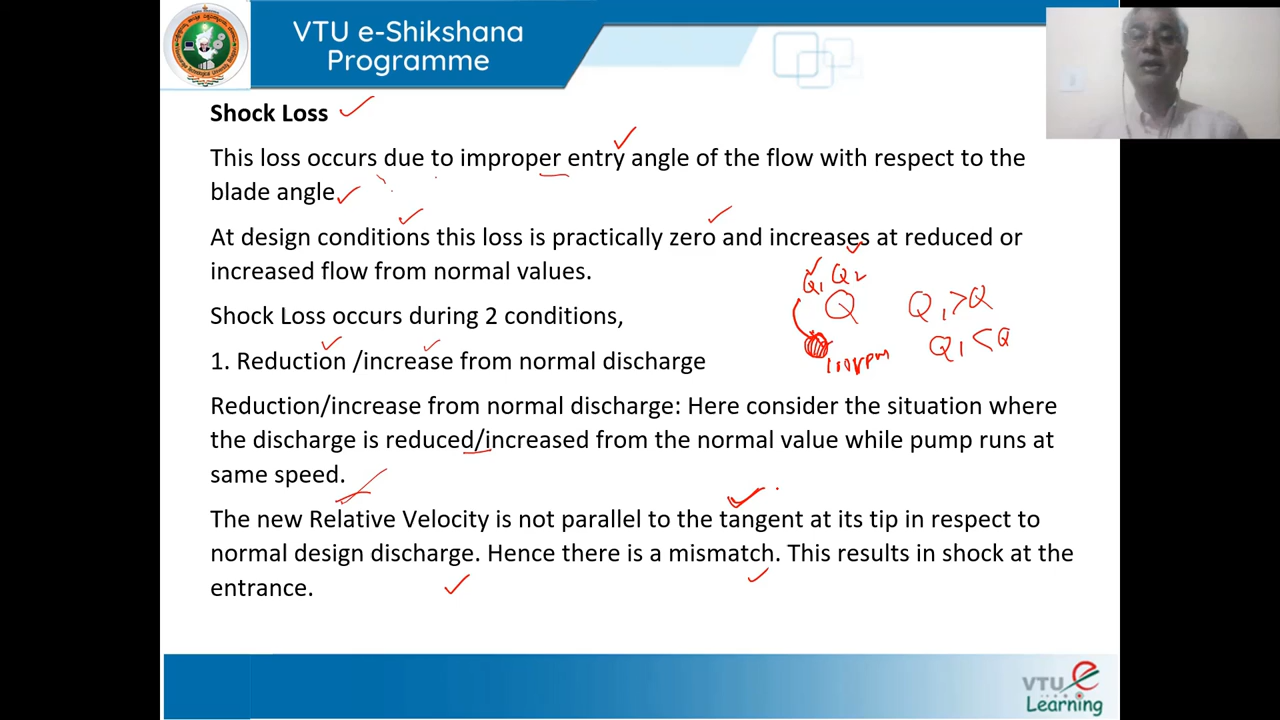 VTU e-Shikshana
Programme
Shock Loss
This loss occurs due to improper entry angle of the flow with respect to the
blade angle.
At design conditions this loss is practically zero and increases at reduced or
increased flow from normal values.
Q1 Q2
Shock Loss occurs during 2 conditions,
Q Q1>Q
Q1<Q
1. Reduction /increase from normal discharge
Reduction/increase from normal discharge: Here consider the situation where
the discharge is reduced/increased from the normal value while pump runs at
same speed.
The new Relative Velocity is not parallel to the tangent at its tip in respect to
normal design discharge. Hence there is a mismatch. This results in shock at the
entrance.
VTU e
Learning